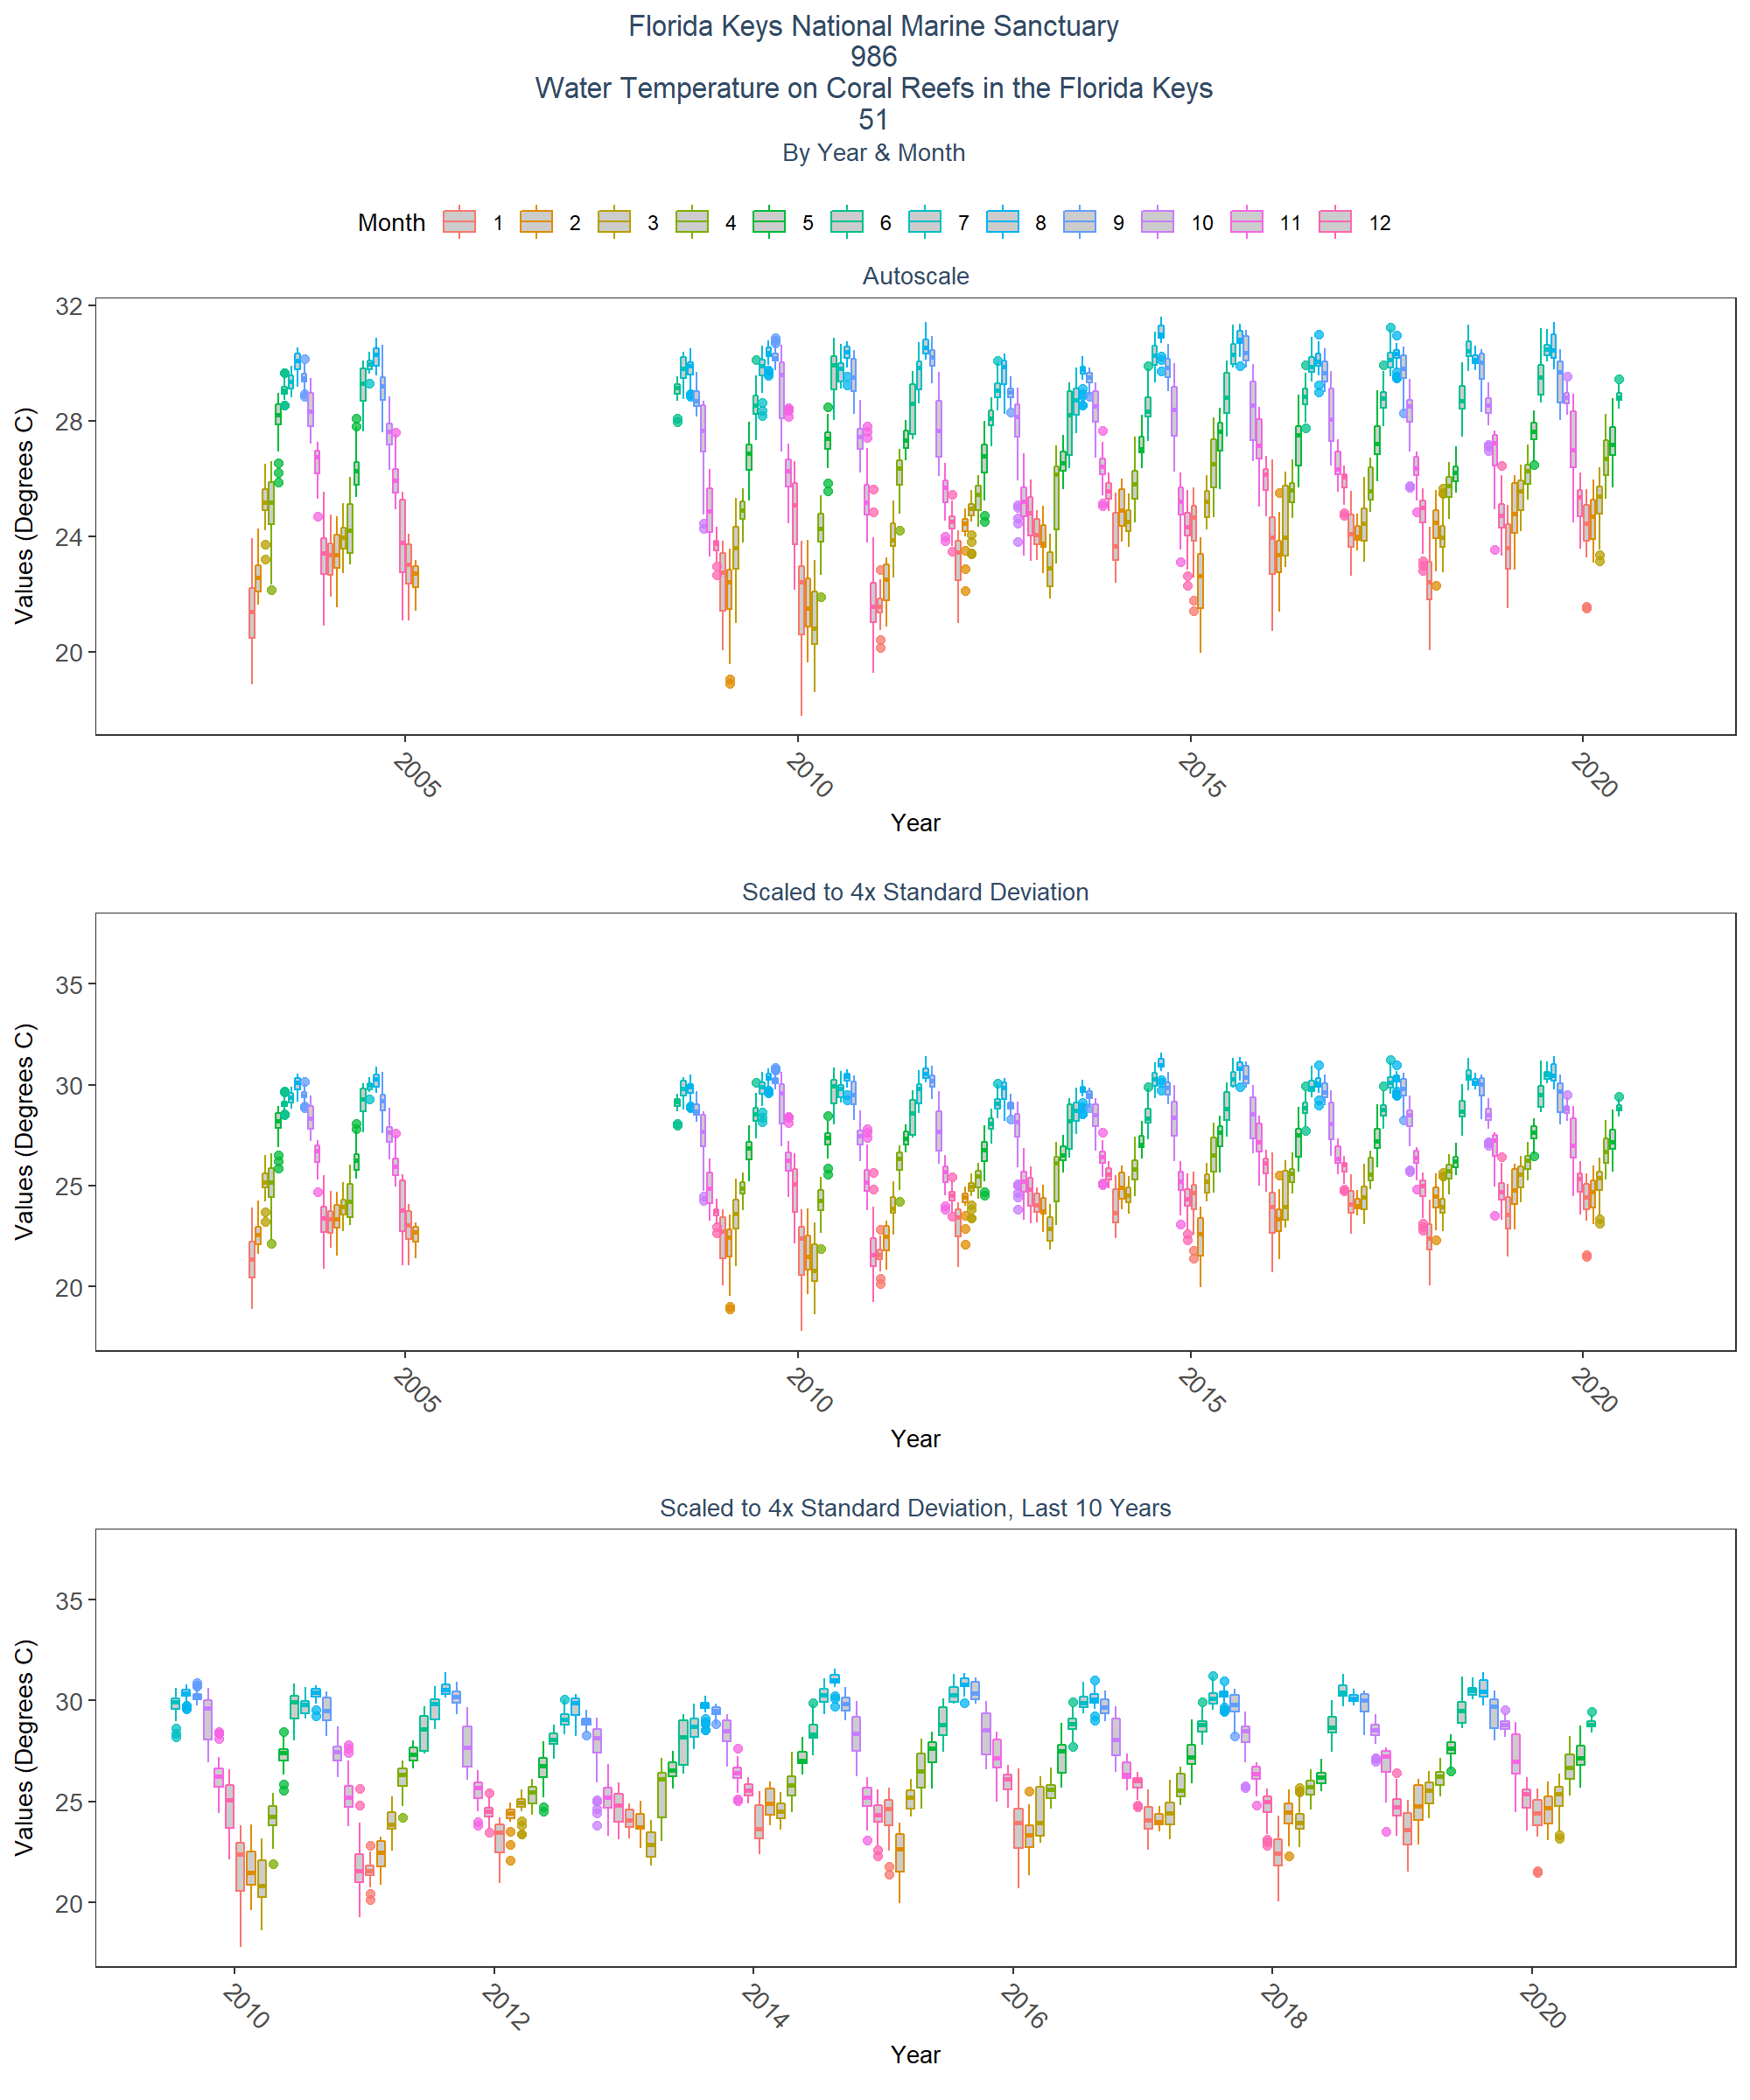 Florida Keys National Marine Sanctuary
986
Water Temperature on Coral Reefs in the Florida Keys
51
By Year & Month
Month 1 2 3 4 5 6 7 8 9 10 11 12
Autoscale
Values (Degrees C)
32
28
24
20
2005 2010 2015 2020
Year
Scaled to 4x Standard Deviation
Values (Degrees C)
35
30
25
20
2005 2010 2015 2020
Year
Scaled to 4x Standard Deviation, Last 10 Years
Values (Degrees C)
35
30
25
20
2010 2012 2014 2016 2018 2020
Year